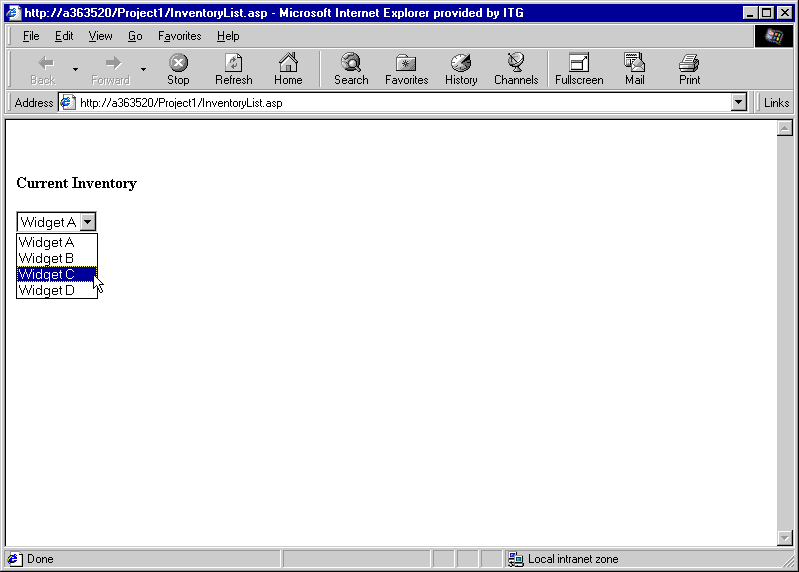 http://a363520/Project1/InventoryList.asp - Microsoft Internet Explorer provided by ITG
File Edit View Go Favorites Help
Back Forward Stop Refresh Home Search Favorites History Channels Fullscreen Mail Print
Address http://a363520/Project1/InventoryList.asp Links
Current Inventory
Widget A
Widget A
Widget B
Widget C
Widget D
Done Local intranet zone